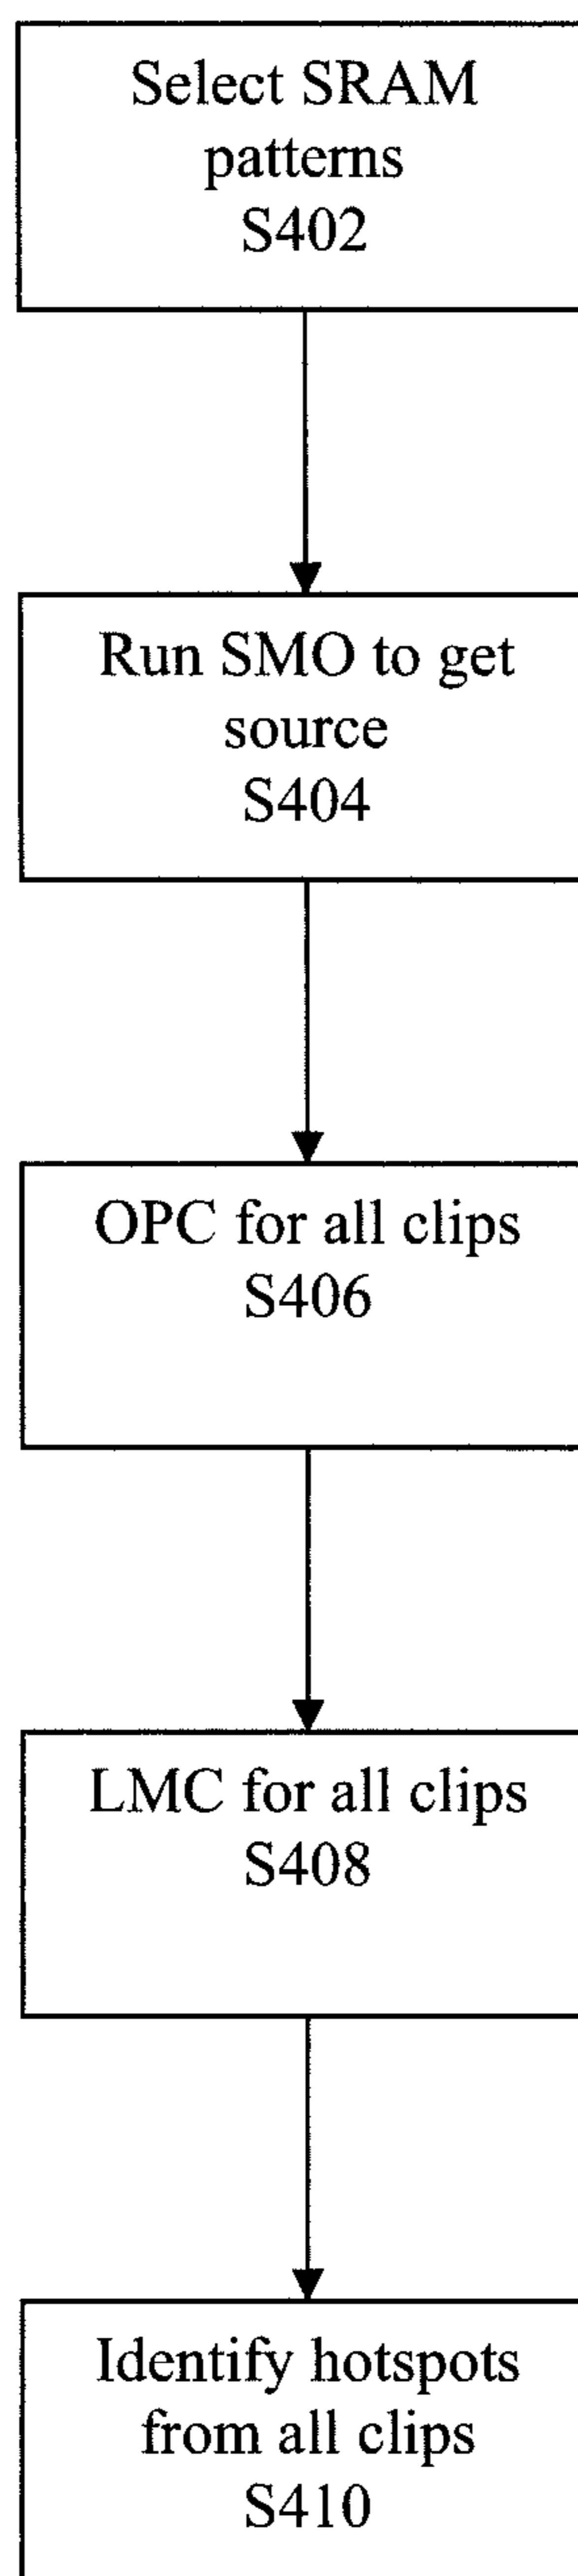 Select SRAM
patterns
S402
Run SMO to get
source
S404
OPC for all clips
S406
LMC for all clips
S408
Identify hotspots
from all clips
S410